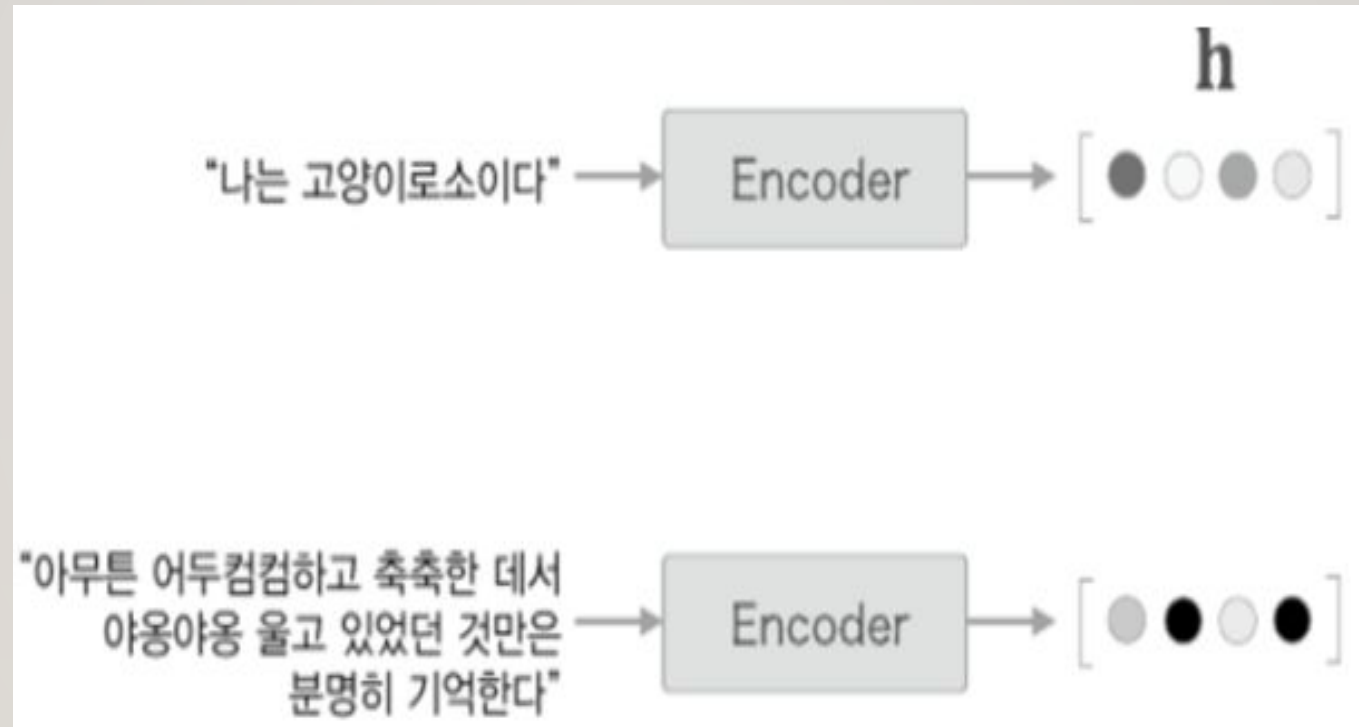 h
“나는 고양이로소이다”
Encoder
“아무튼 어두컴컴하고 축축한 데서
야옹야옹 울고 있었던 것만은
분명히 기억한다”
Encoder